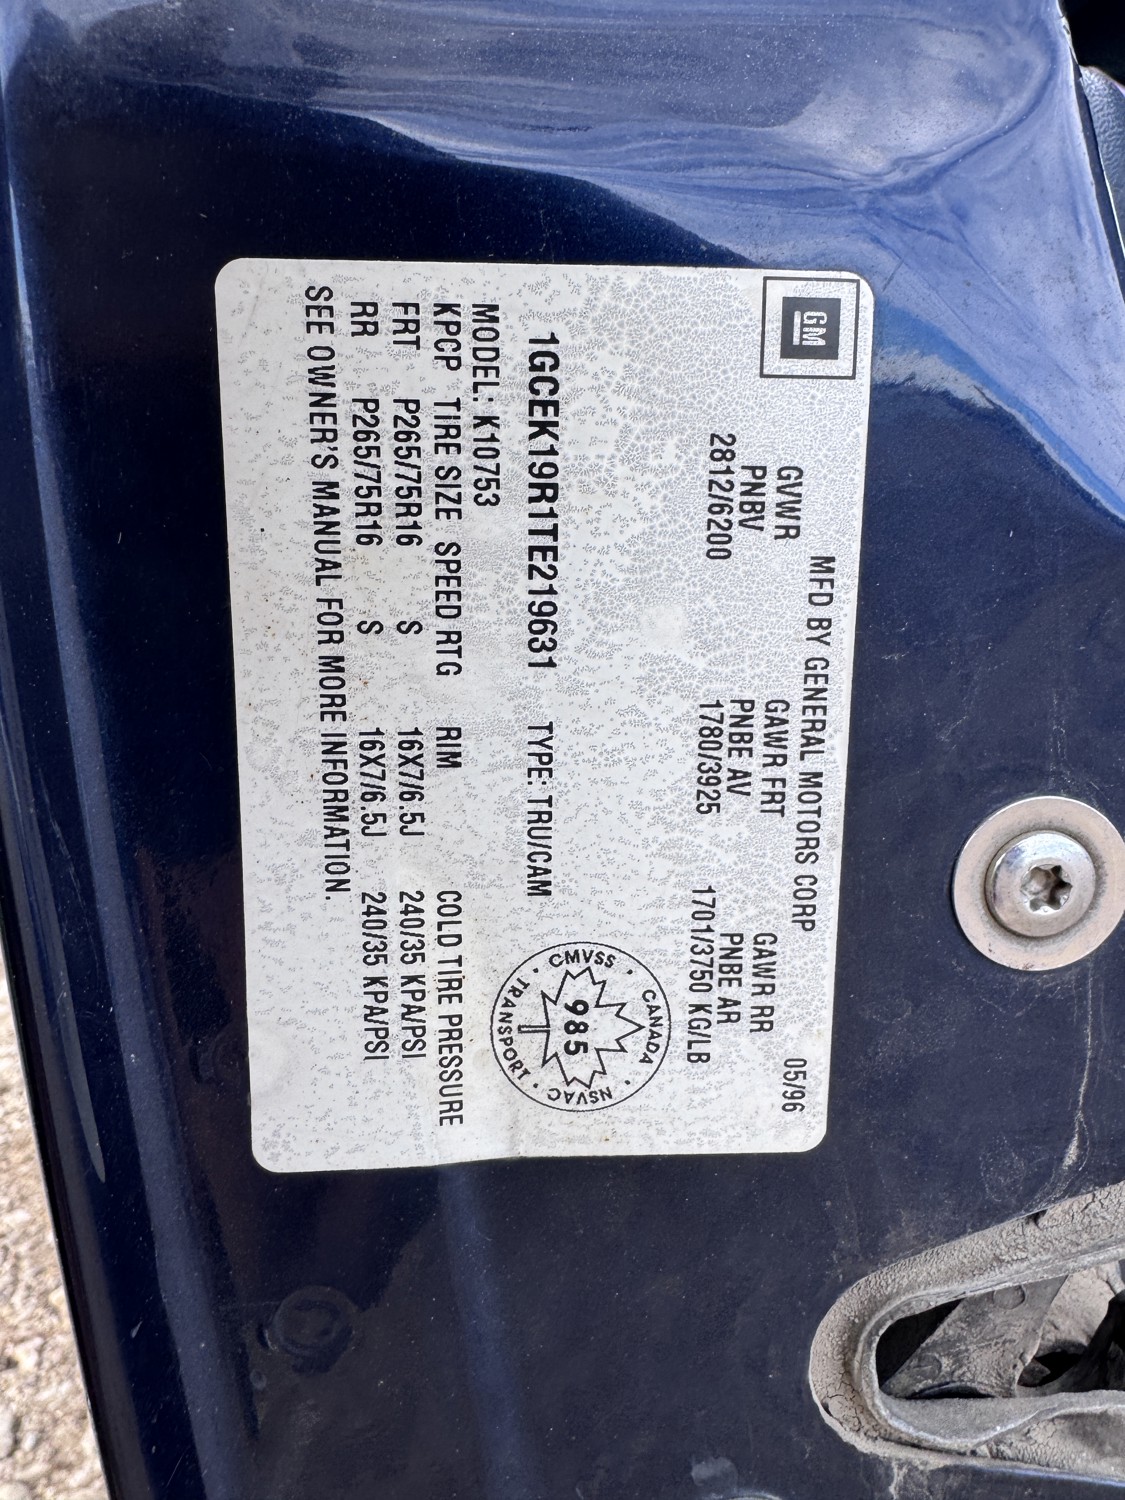 GM
MFD BY GENERAL MOTORS CORP 05/96
GVWR GAWR FRT GAWR RR
PNBV PNBE AV PNBE AR
2812/6200 1780/3925 1701/3750 KG/LB
CANADA
CMVSS 985 NSVAC
TRANSPORT
1GCEK19R1TE219631 TYPE: TRU/CAM
MODEL: K10753
KPCP TIRE SIZE SPEED RTG RIM COLD TIRE PRESSURE
FRT P265/75R16 S 16X7/6.5J 240/35 KPA/PSI
RR P265/75R16 S 16X7/6.5J 240/35 KPA/PSI
SEE OWNER'S MANUAL FOR MORE INFORMATION.